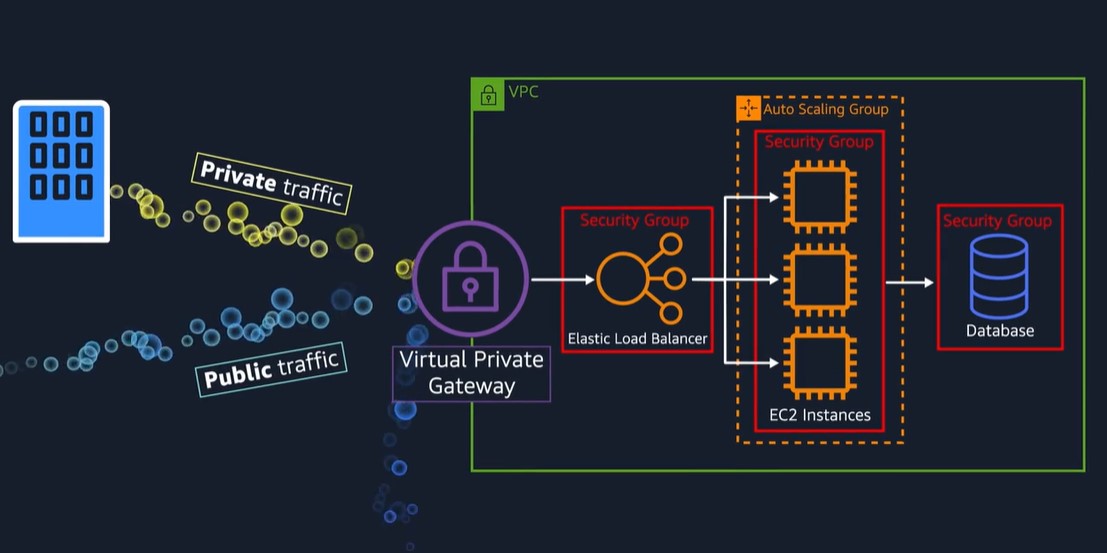 VPC
Auto Scaling Group
Security Group
Private traffic
Security Group
Security Group
Elastic Load Balancer
Database
Public traffic
Virtual Private
Gateway
EC2 Instances